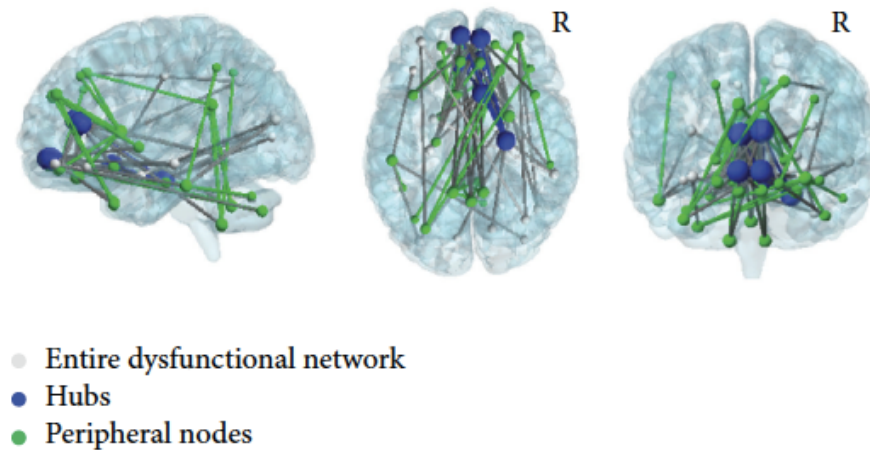 R
R
Entire dysfunctional network
Hubs
Peripheral nodes